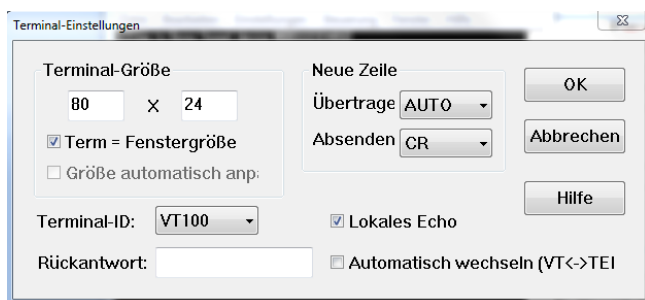 Terminal-Einstellungen
Terminal-Größe
80 X 24
Term = Fenstergröße
Größe automatisch anp
Terminal-ID: VT100
Rückantwort:
Neue Zeile
Übertrage AUTO
Absenden CR
Lokales Echo
Automatisch wechseln (VT<->TEI
OK
Abbrechen
Hilfe